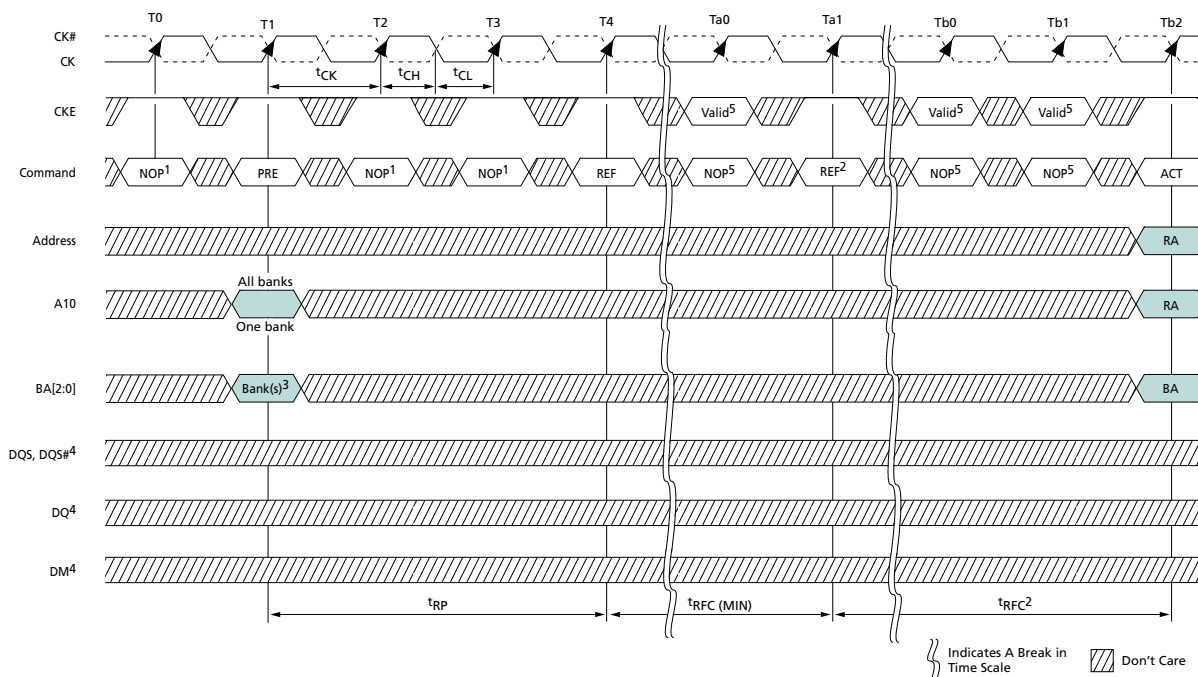 T0 T1 T2 T3 T4 Ta0 Ta1 Tb0 Tb1 Tb2
CK#
CK
tCK tCH tCL
CKE Valid5 Valid5 Valid5
Command NOP1 PRE NOP1 NOP1 REF NOP5 REF2 NOP5 NOP5 ACT
Address RA
All banks
A10 RA
One bank
BA[2:0] Bank(s)3 BA
DQS, DQS#4
DQ4
DM4
tRP tRFC (MIN) tRFC2
Indicates A Break in
Time Scale
Don't Care